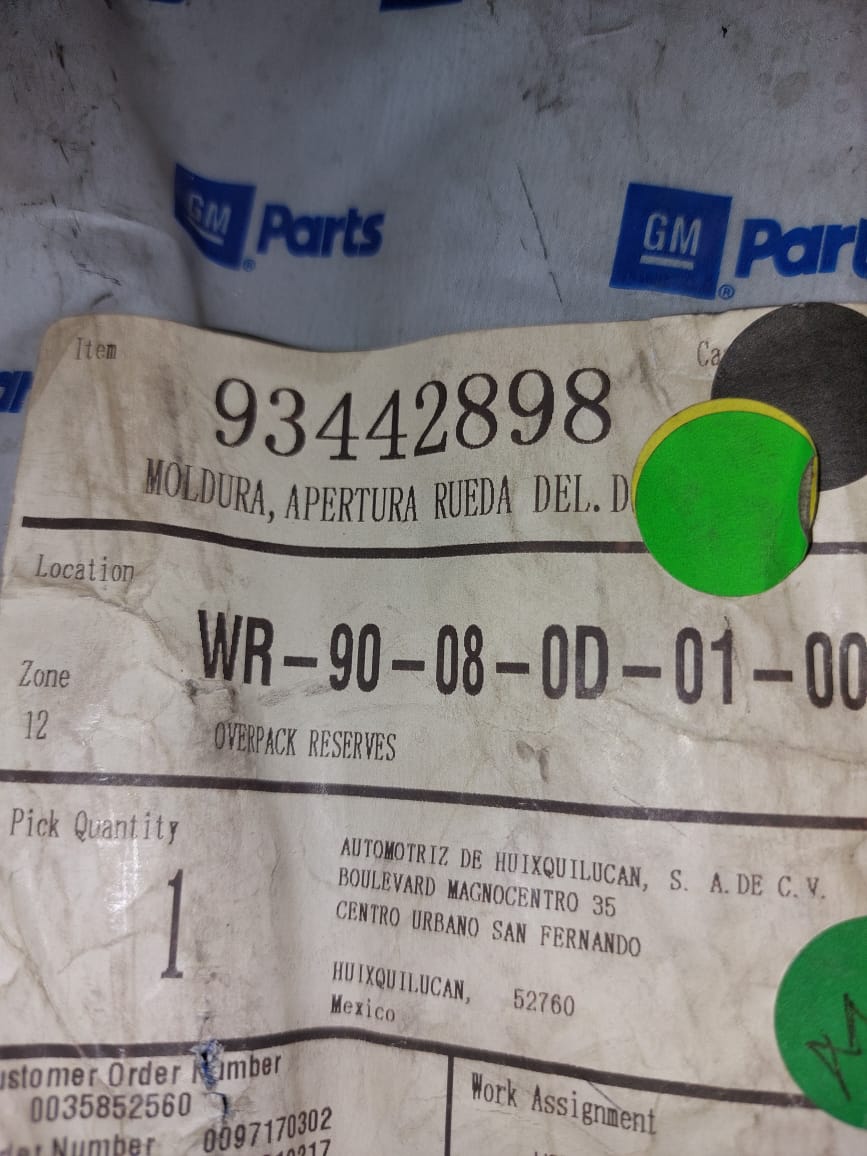 GM Parts
GM
Item
93442898
MOLDURA, APERTURA RUEDA DEL. D
Location
WR-90-08-0D-01-00
Zone
12
OVERPACK RESERVES
Pick Quantity
1
AUTOMOTRIZ DE HUIXQUILUCAN, S. A. DE C. V.
BOULEVARD MAGNOCENTRO 35
CENTRO URBANO SAN FERNANDO
HUIXQUILUCAN, 52760
Mexico
Order Number
0035852560
Number 0097170302
Work Assignment